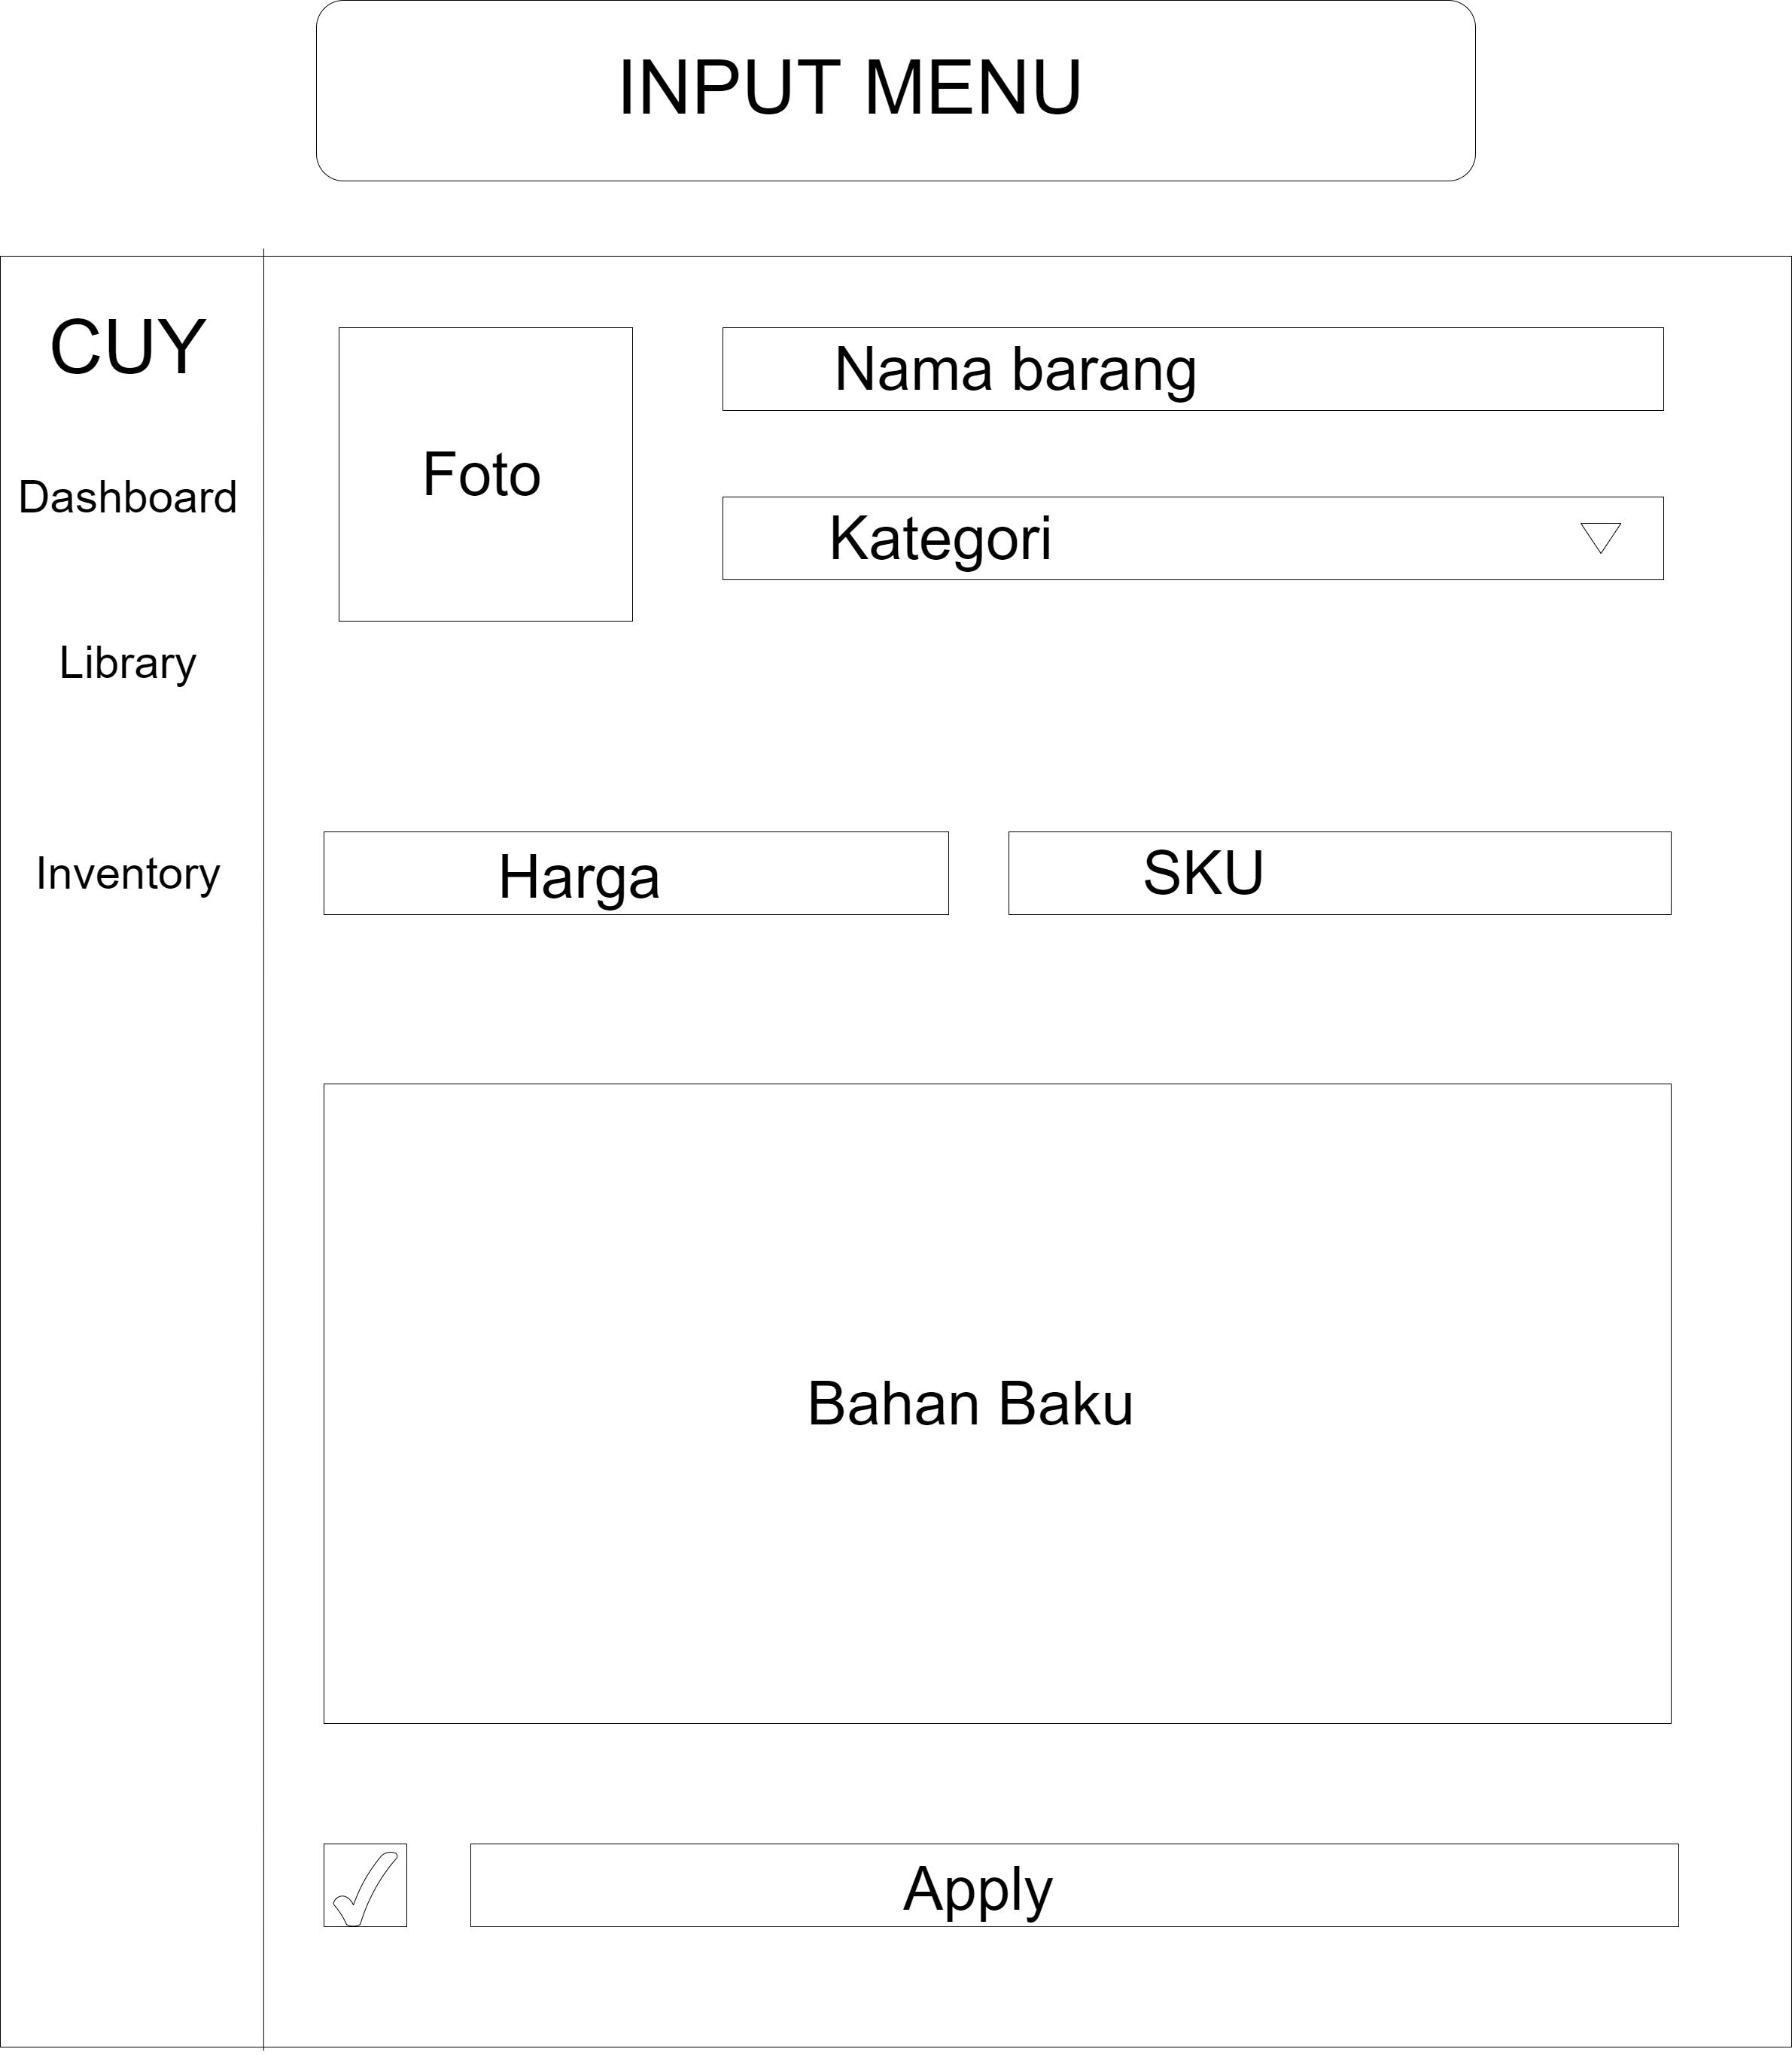 INPUT MENU
CUY
Dashboard
Library
Inventory
Foto
Nama barang
Kategori
Harga
SKU
Bahan Baku
Apply